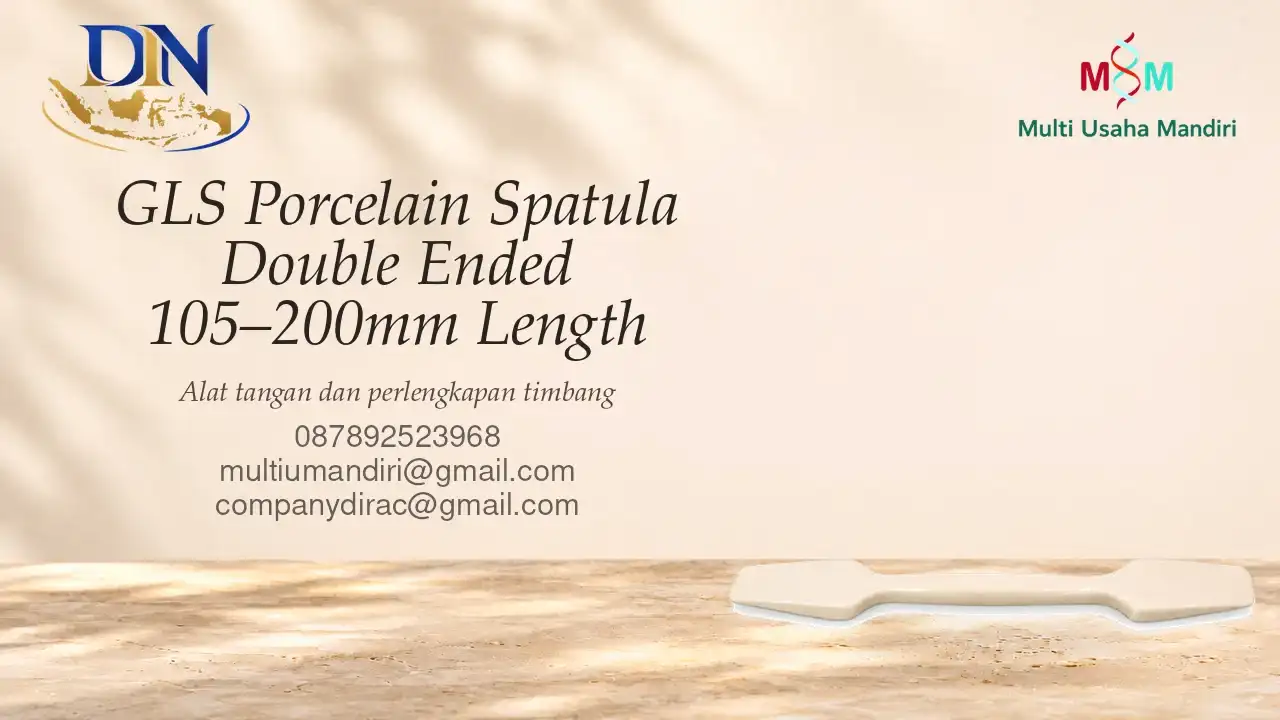 DN
M M
Multi Usaha Mandiri
GLS Porcelain Spatula
Double Ended
105–200mm Length
Alat tangan dan perlengkapan timbang
087892523968
multiumandiri@gmail.com
companydirac@gmail.com